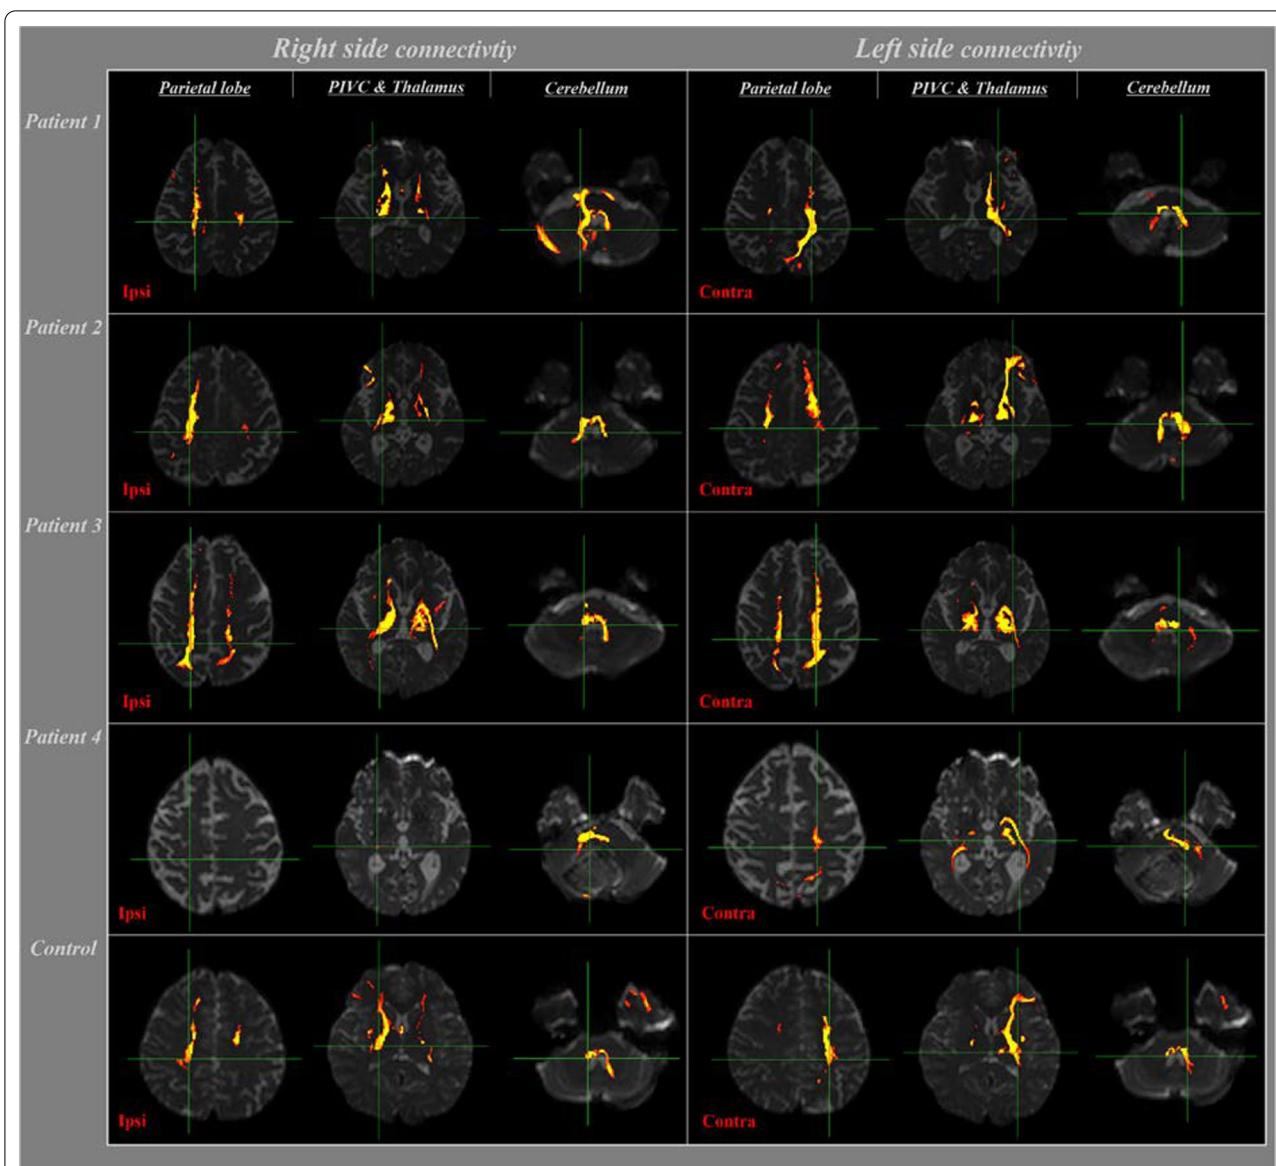 Right side connectivtiy Left side connectivtiy
Parietal lobe PIVC & Thalamus Cerebellum Parietal lobe PIVC & Thalamus Cerebellum
Patient 1
Ipsi Contra
Patient 2
Ipsi Contra
Patient 3
Ipsi Contra
Patient 4
Ipsi Contra
Control
Ipsi Contra